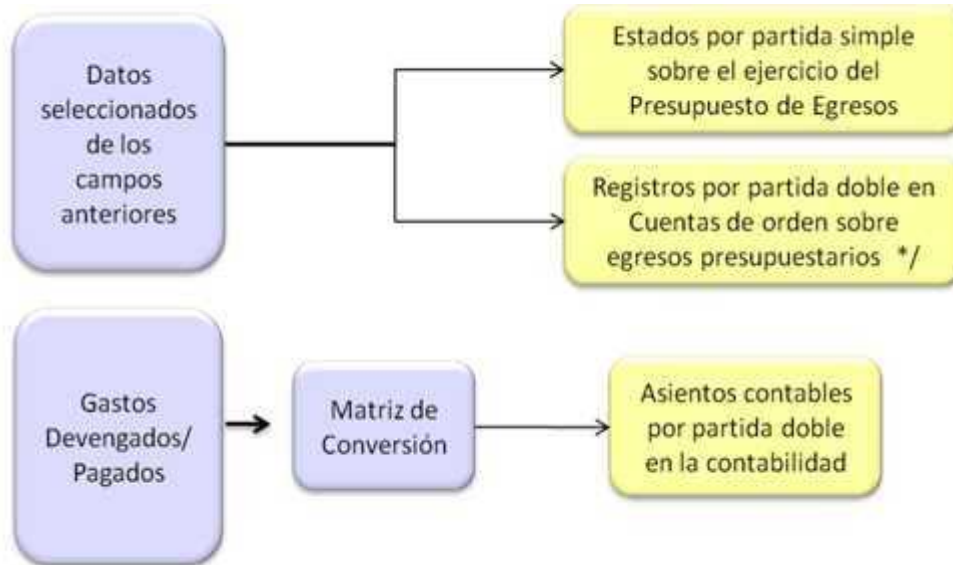 Datos
seleccionados
de los
campos
anteriores
Estados por partida simple
sobre el ejercicio del
Presupuesto de Egresos
Registros por partida doble en
Cuentas de orden sobre
egresos presupuestarios */
Gastos
Devengados/
Pagados
Matriz de
Conversión
Asientos contables
por partida doble
en la contabilidad